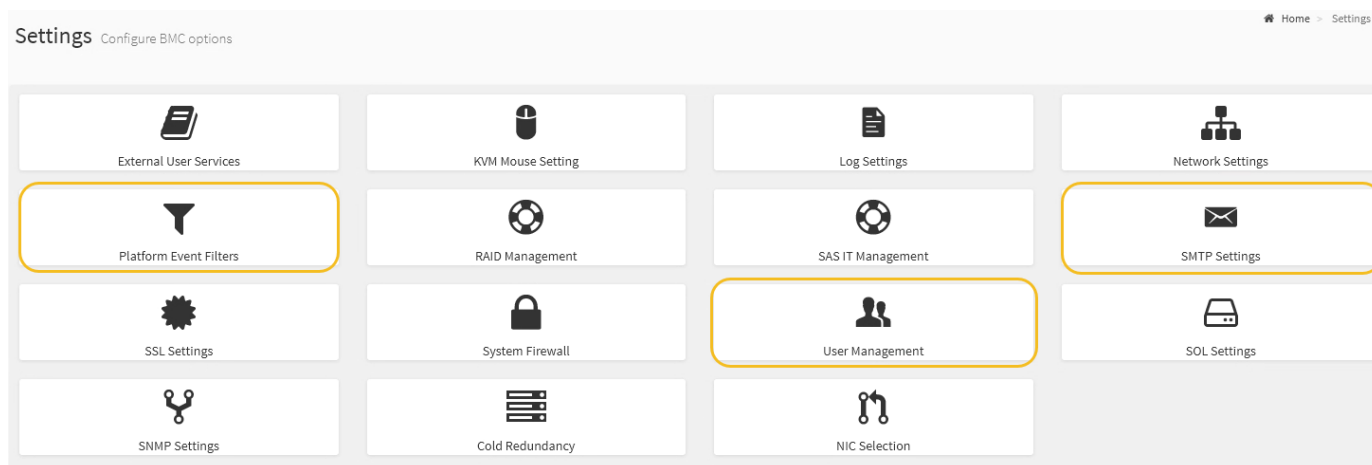 Home > Settings
Settings Configure BMC options
External User Services
KVM Mouse Setting
Log Settings
Network Settings
Platform Event Filters
RAID Management
SAS IT Management
SMTP Settings
SSL Settings
System Firewall
User Management
SOL Settings
SNMP Settings
Cold Redundancy
NIC Selection